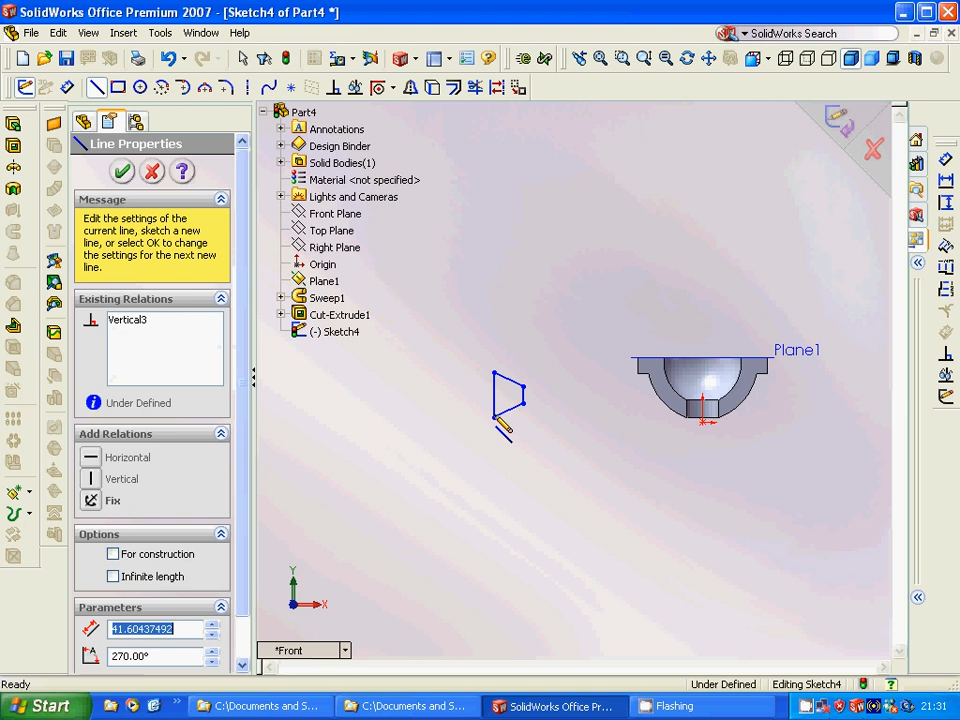 SolidWorks Office Premium 2007 - [Sketch4 of Part4 *]
File Edit View Insert Tools Window Help
SolidWorks Search
Line Properties
Message
Edit the settings of the
current line, sketch a new
line, or select OK to change
the settings for the next new
line.
Existing Relations
Vertical3
Under Defined
Add Relations
Horizontal
Vertical
Fix
Options
For construction
Infinite length
Parameters
41.60437492
270.00°
Part4
Annotations
Design Binder
Solid Bodies(1)
Material <not specified>
Lights and Cameras
Front Plane
Top Plane
Right Plane
Origin
Plane1
Sweep1
Cut-Extrude1
(-) Sketch4
Plane1
Y
X
*Front
Ready
Under Defined
Editing Sketch4
Start
C:\Documents and S...
C:\Documents and S...
SolidWorks Office Pr...
Flashing
21:31